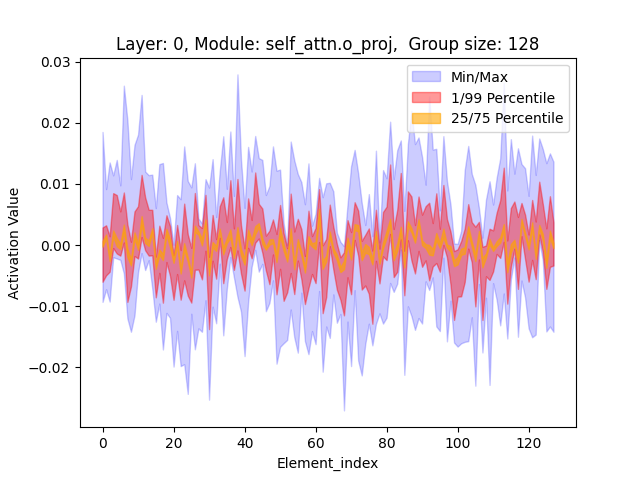 Layer: 0, Module: self_attn.o_proj,  Group size: 128
Min/Max
1/99 Percentile
25/75 Percentile
Activation Value
0.03
0.02
0.01
0.00
−0.01
−0.02
0 20 40 60 80 100 120
Element_index